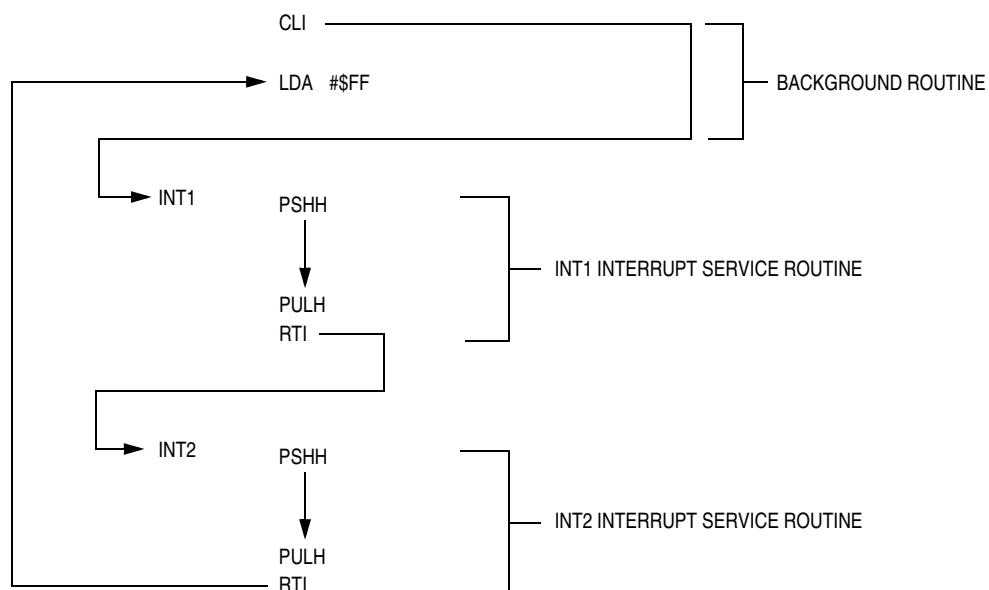 CLI
LDA #$FF
BACKGROUND ROUTINE
INT1
PSHH
INT1 INTERRUPT SERVICE ROUTINE
PULH
RTI
INT2
PSHH
INT2 INTERRUPT SERVICE ROUTINE
PULH
RTI